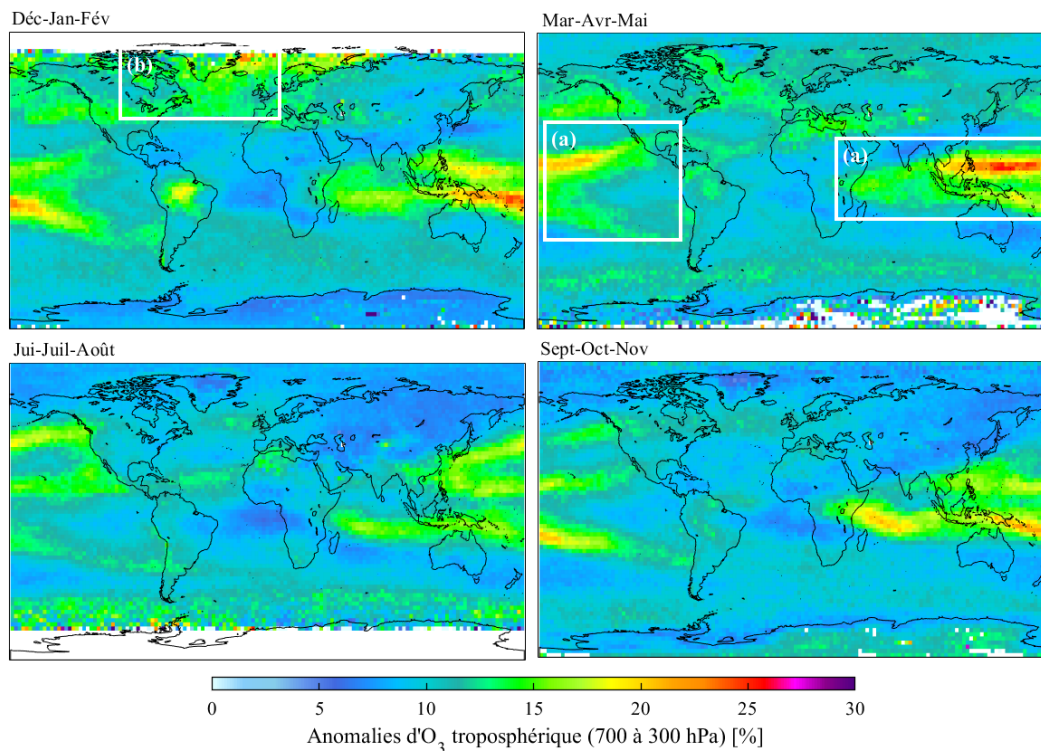 Déc-Jan-Fév
Mar-Avr-Mai
(b)
(a)
(a)
Jui-Juil-Août
Sept-Oct-Nov
0 5 10 15 20 25 30
Anomalies d'O3 troposphérique (700 à 300 hPa) [%]